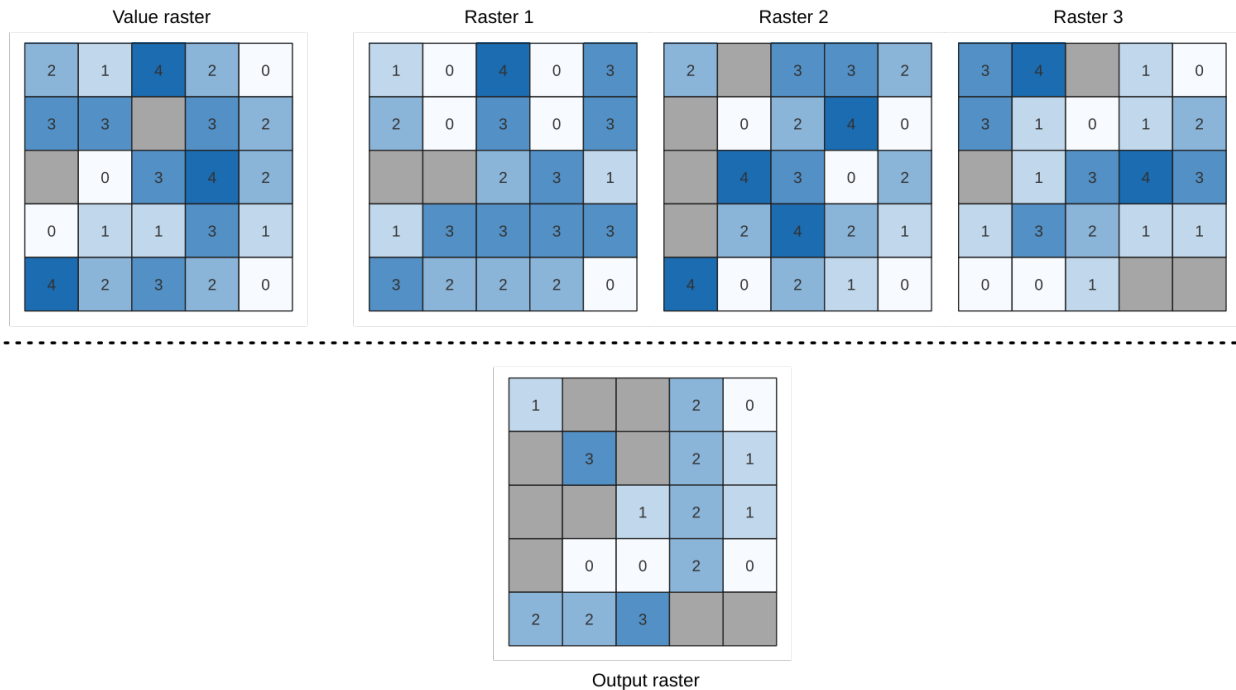 Value raster Raster 1 Raster 2 Raster 3
2 1 4 2 0 1 0 4 0 3 2 3 3 2 3 4 1 0
3 3 3 2 2 0 3 0 3 0 2 4 0 3 1 0 1 2
0 3 4 2 2 3 1 4 3 0 2 1 3 4 3
0 1 1 3 1 1 3 3 3 3 2 4 2 1 1 3 2 1 1
4 2 3 2 0 3 2 2 2 0 4 0 2 1 0 0 0 1
1 2 0
3 2 1
1 2 1
0 0 2 0
2 2 3
Output raster